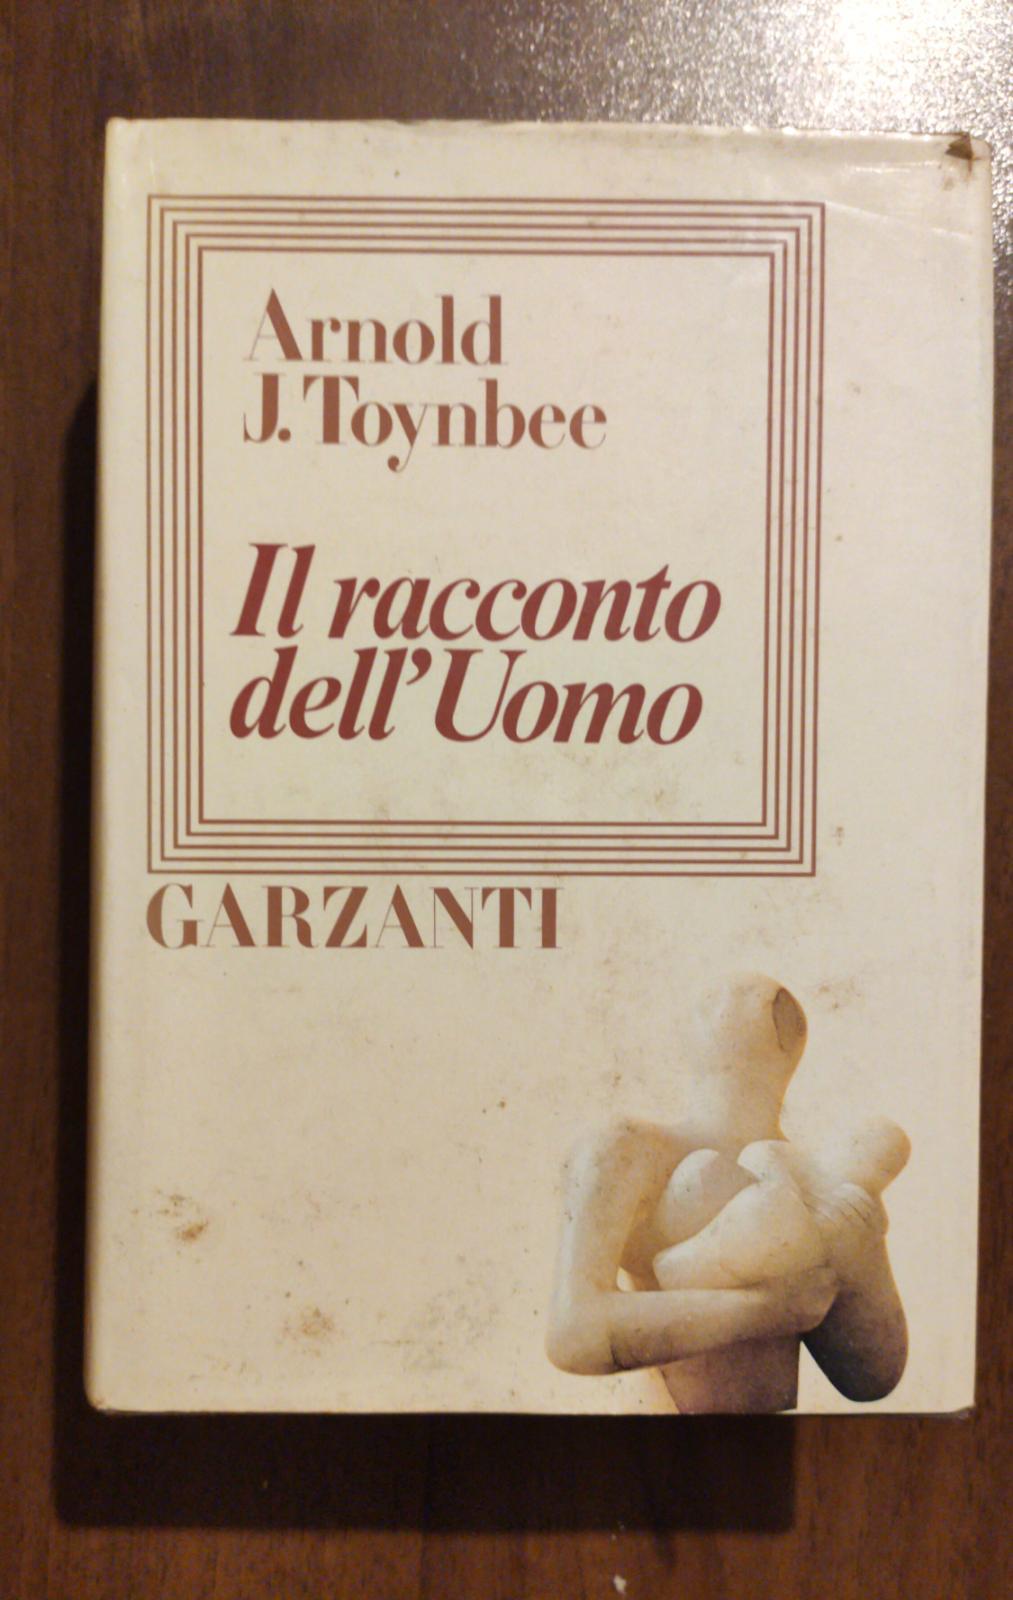 Arnold
J. Toynbee
Il racconto
dell'Uomo
GARZANTI